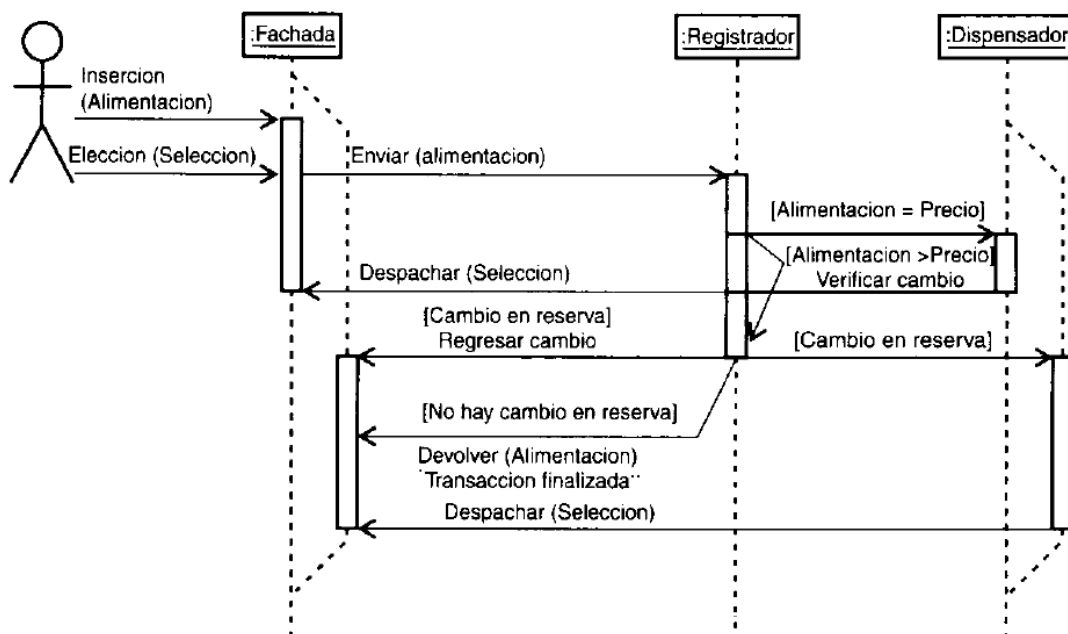 :Fachada
:Registrador
:Dispensador
Insercion
(Alimentacion)
Eleccion (Seleccion)
Enviar (alimentacion)
[Alimentacion = Precio]
[Alimentacion >Precio]
Verificar cambio
Despachar (Seleccion)
[Cambio en reserva]
Regresar cambio
[Cambio en reserva]
[No hay cambio en reserva]
Devolver (Alimentacion)
¨Transaccion finalizada¨
Despachar (Seleccion)